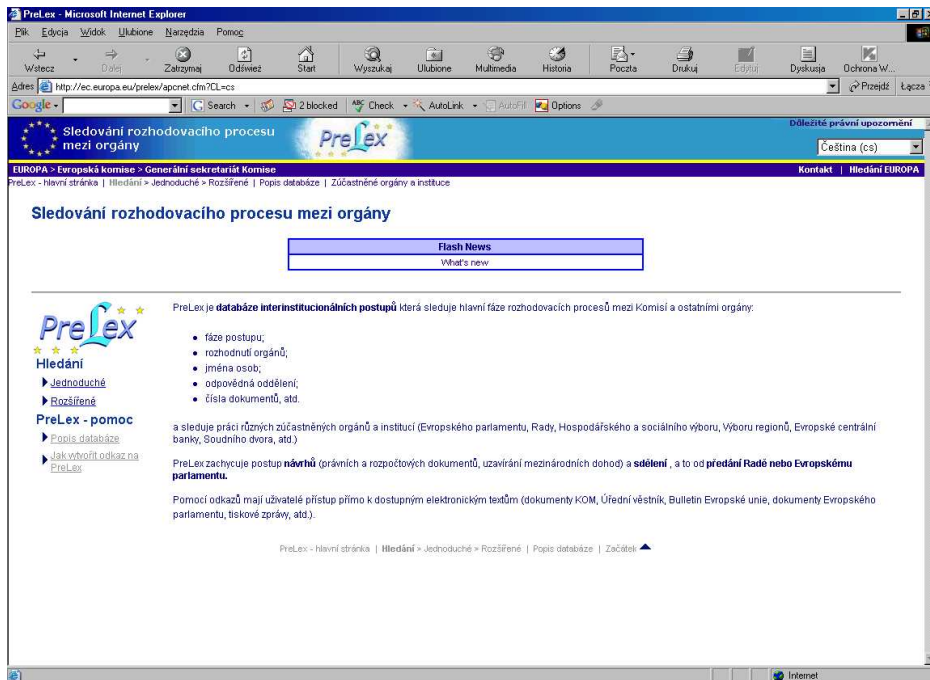 PreLex - Microsoft Internet Explorer
Plik Edycja Widok Ulubione Narzędzia Pomoc
Wstecz Dalej Zatrzymaj Odśwież Start Wyszukaj Ulubione Multimedia Historia Poczta Drukuj Edytuj Dyskusja Ochrona W...
Adres http://ec.europa.eu/prelex/apcnet.cfm?CL=cs Przejdź Łącza
Google Search 2 blocked ABC Check AutoLink AutoFill Options
Důležité právní upozornění
Sledování rozhodovacího procesu
mezi orgány
PreLex
Čeština (cs)
EUROPA > Evropská komise > Generální sekretariát Komise Kontakt | Hledání EUROPA
PreLex - hlavní stránka | Hledání > Jednoduché > Rozšířené | Popis databáze | Zúčastněné orgány a instituce
Sledování rozhodovacího procesu mezi orgány
Flash News
What's new
PreLex
Hledání
Jednoduché
Rozšířené
PreLex - pomoc
Popis databáze
Jak vytvořit odkaz na
PreLex
PreLex je databáze interinstitucionálních postupů která sleduje hlavní fáze rozhodovacích procesů mezi Komisí a ostatními orgány:
• fáze postupu;
• rozhodnutí orgánů;
• jména osob;
• odpovědná oddělení;
• čísla dokumentů, atd.
a sleduje práci různých zúčastněných orgánů a institucí (Evropského parlamentu, Rady, Hospodářského a sociálního výboru, Výboru regionů, Evropské centrální
banky, Soudního dvora, atd.)
PreLex zachycuje postup návrhů (právních a rozpočtových dokumentů, uzavírání mezinárodních dohod) a sdělení , a to od předání Radě nebo Evropskému
parlamentu.
Pomocí odkazů mají uživatelé přístup přímo k dostupným elektronickým textům (dokumenty KOM, Úřední věstník, Bulletin Evropské unie, dokumenty Evropského
parlamentu, tiskové zprávy, atd.).
PreLex - hlavní stránka | Hledání > Jednoduché > Rozšířené | Popis databáze | Začátek
Internet